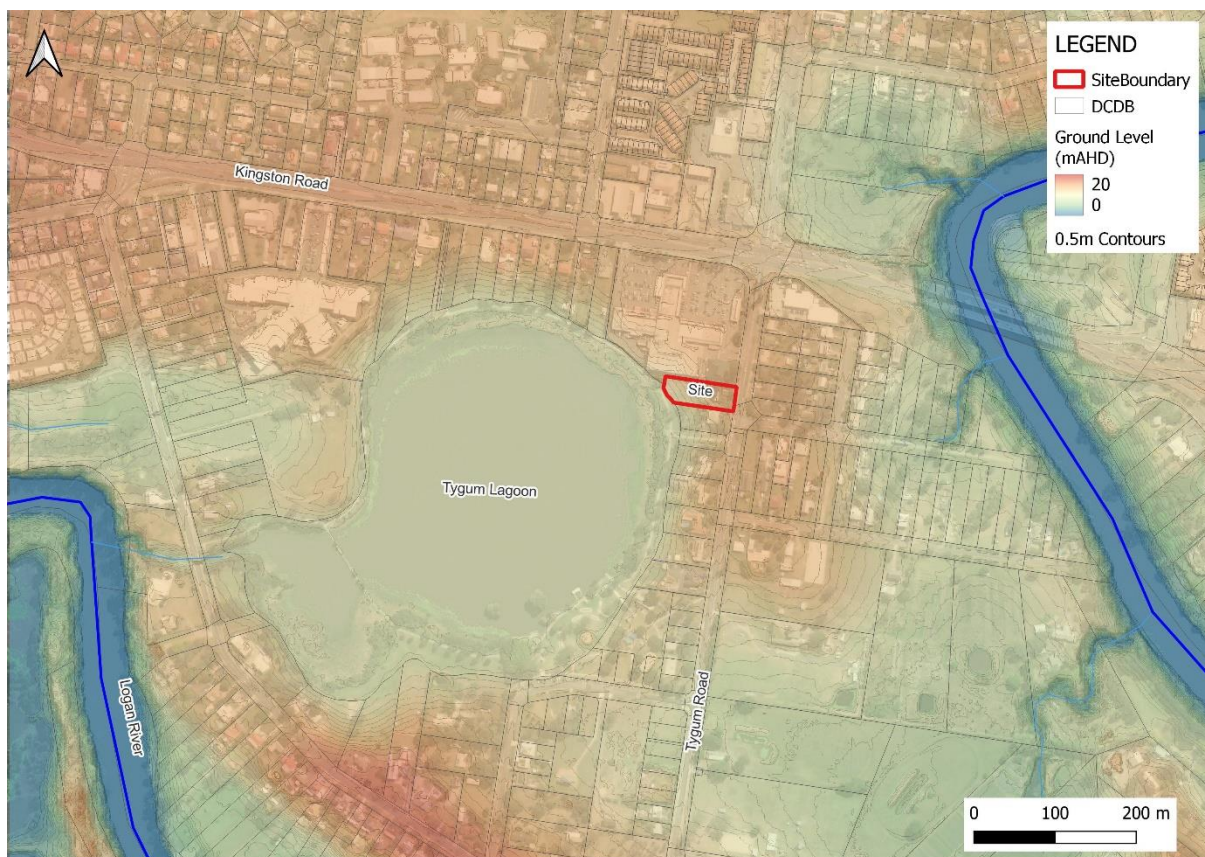 LEGEND
SiteBoundary
DCDB
Ground Level
(mAHD)
20
0
0.5m Contours
Kingston Road
Site
Tygum Lagoon
Logan River
Tygum Road
0 100 200 m